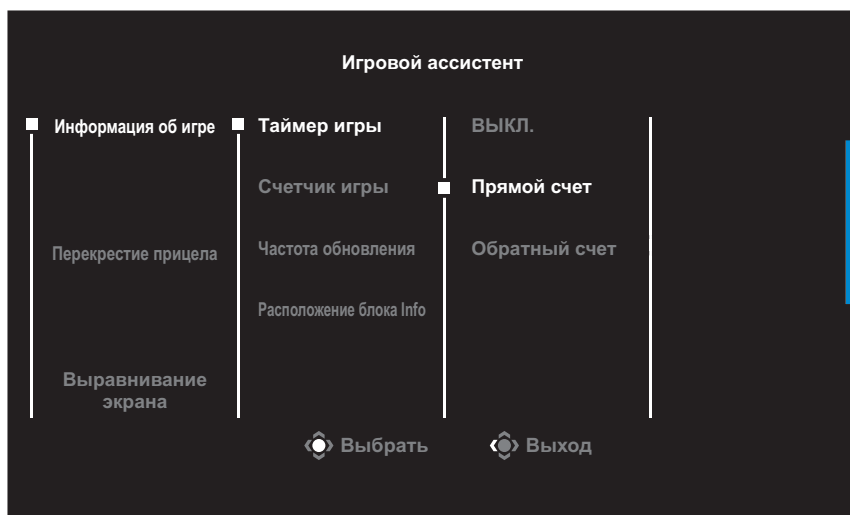 Игровой ассистент
Информация об игре
Таймер игры
ВЫКЛ.
Счетчик игры
Прямой счет
Перекрестие прицела
Частота обновления
Обратный счет
Расположение блока Info
Выравнивание
экрана
Выбрать
Выход